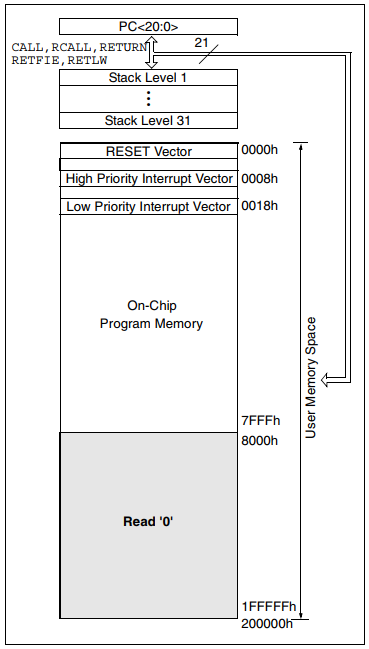 PC<20:0>
CALL,RCALL,RETURN
RETFIE,RETLW
21
Stack Level 1
Stack Level 31
RESET Vector
0000h
High Priority Interrupt Vector
0008h
Low Priority Interrupt Vector
0018h
On-Chip
Program Memory
User Memory Space
7FFFh
8000h
Read '0'
1FFFFFh
200000h